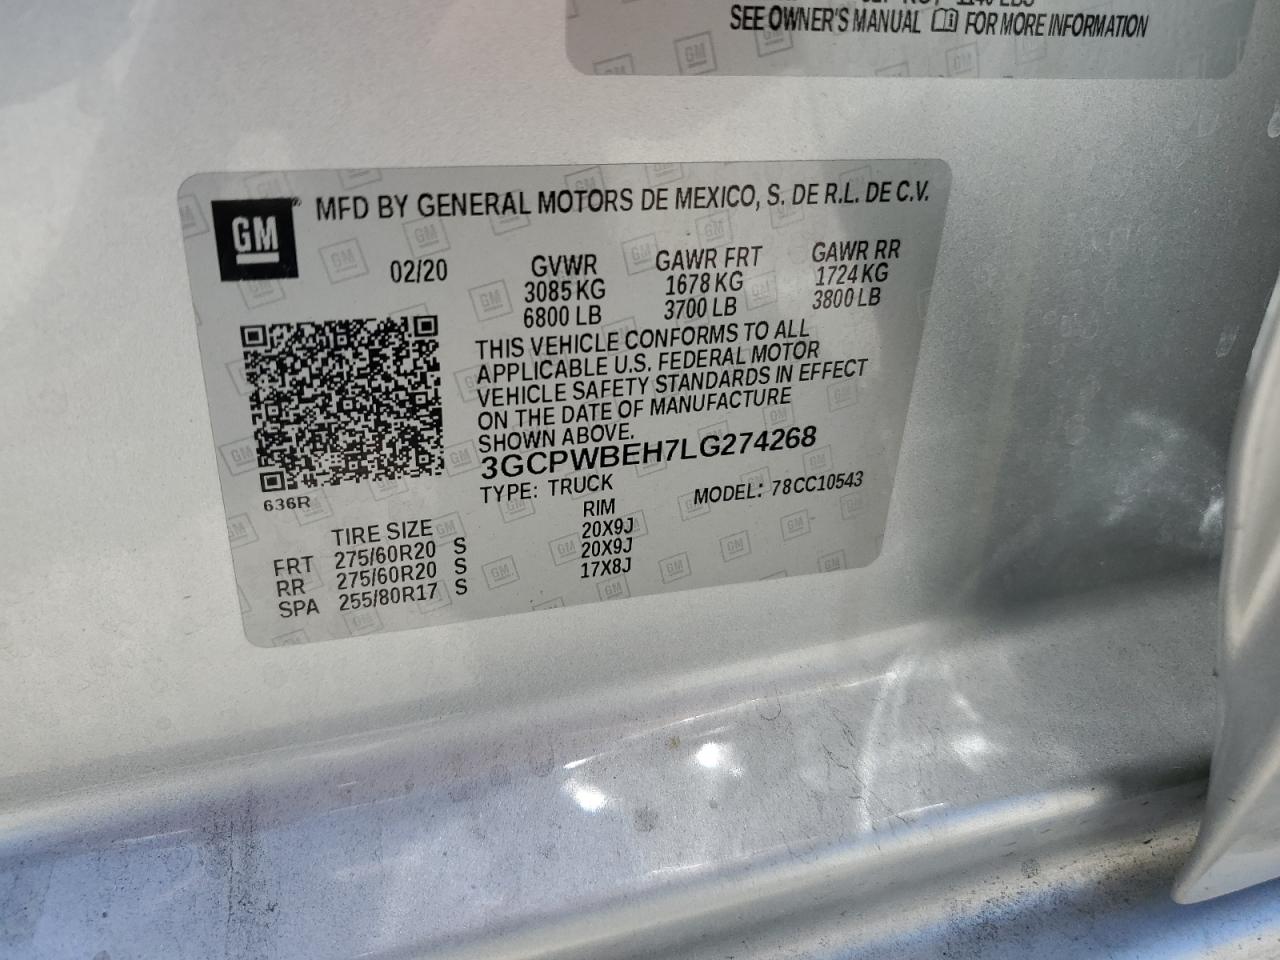 SEE OWNER'S MANUAL FOR MORE INFORMATION
GM
MFD BY GENERAL MOTORS DE MEXICO, S. DE R.L. DE C.V.
02/20
GVWR GAWR FRT GAWR RR
3085 KG 1678 KG 1724 KG
6800 LB 3700 LB 3800 LB
THIS VEHICLE CONFORMS TO ALL
APPLICABLE U.S. FEDERAL MOTOR
VEHICLE SAFETY STANDARDS IN EFFECT
ON THE DATE OF MANUFACTURE
SHOWN ABOVE.
3GCPWBEH7LG274268
TYPE: TRUCK MODEL: 78CC10543
636R
TIRE SIZE RIM
FRT 275/60R20 S 20X9J
RR 275/60R20 S 20X9J
SPA 255/80R17 S 17X8J